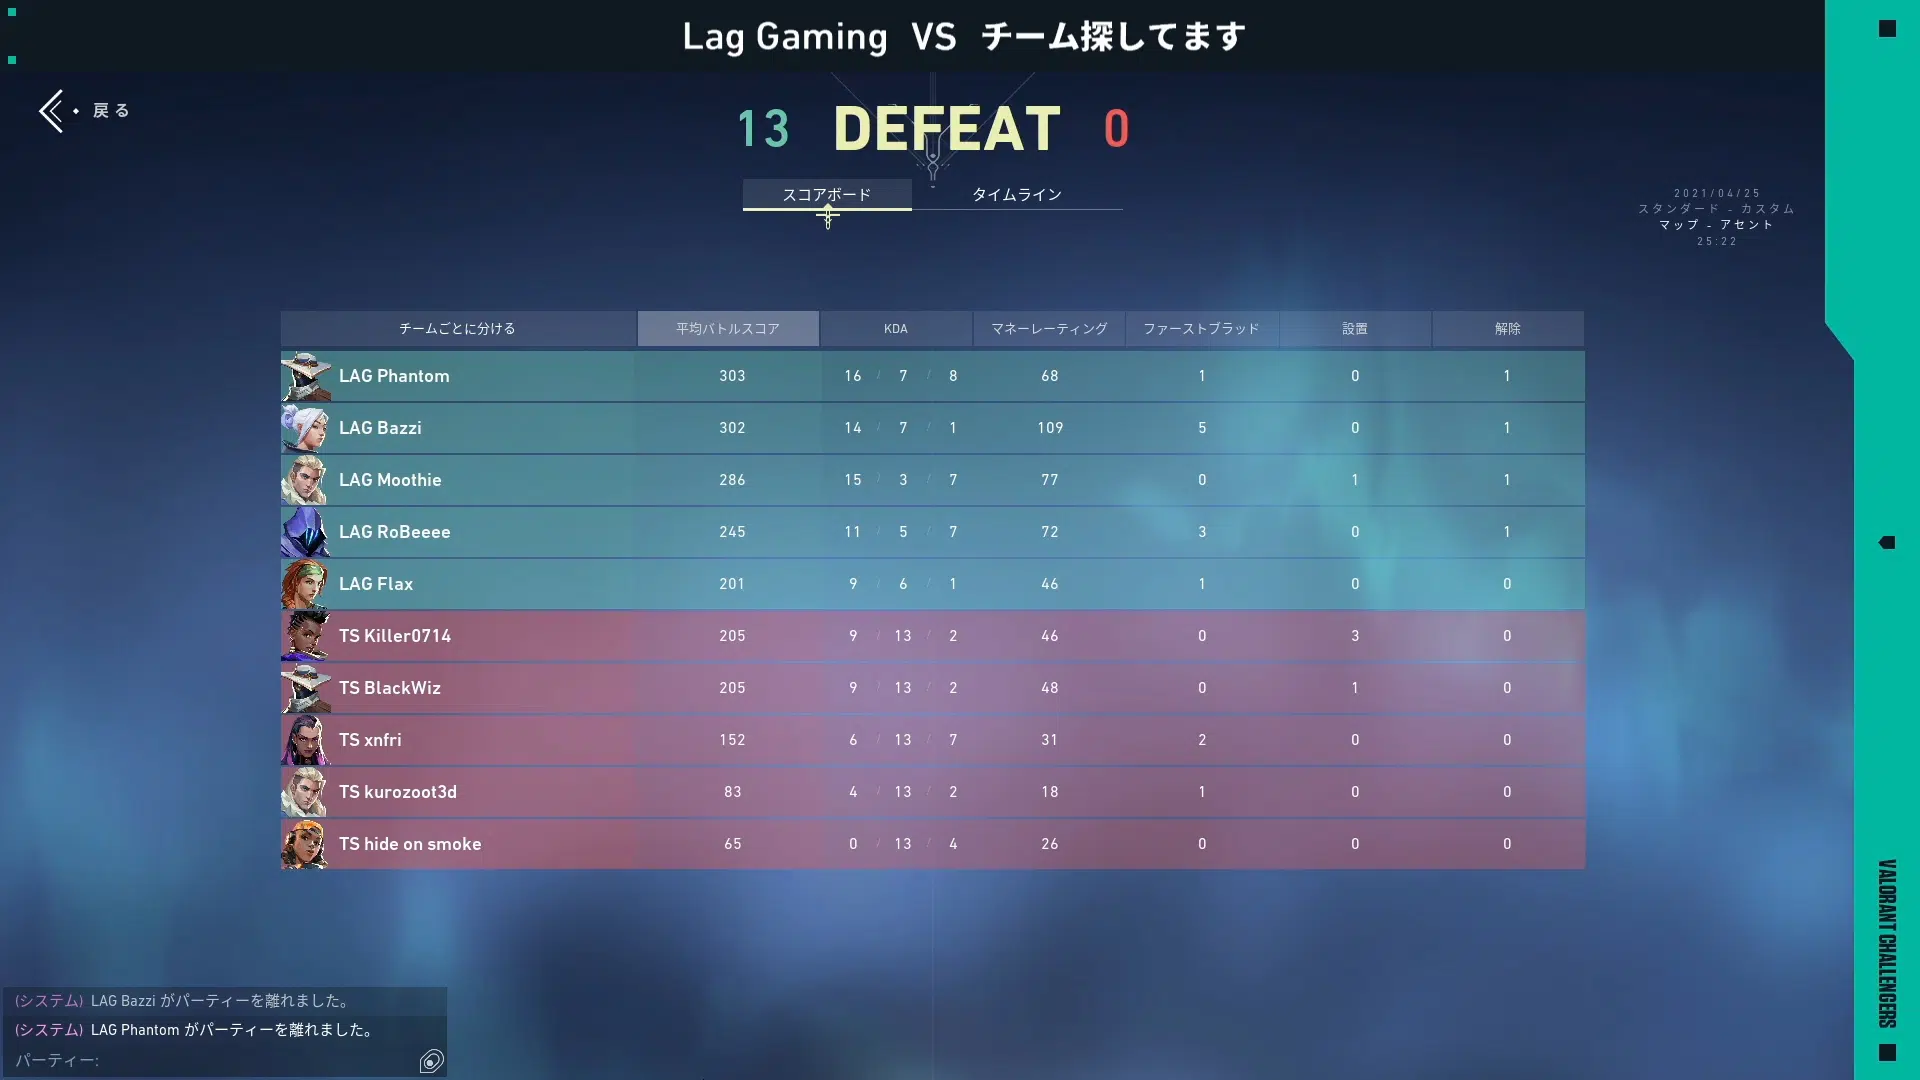 Lag Gaming VS チーム探してます
戻る
13 DEFEAT 0
スコアボード タイムライン
2021/04/25
スタンダード - カスタム
マップ - アセント
25:22
チームごとに分ける 平均バトルスコア KDA マネーレーティング ファーストブラッド 設置 解除
LAG Phantom 303 16 / 7 / 8 68 1 0 1
LAG Bazzi 302 14 / 7 / 1 109 5 0 1
LAG Moothie 286 15 / 3 / 7 77 0 1 1
LAG RoBeeee 245 11 / 5 / 7 72 3 0 1
LAG Flax 201 9 / 6 / 1 46 1 0 0
TS Killer0714 205 9 / 13 / 2 46 0 3 0
TS BlackWiz 205 9 / 13 / 2 48 0 1 0
TS xnfri 152 6 / 13 / 7 31 2 0 0
TS kurozoot3d 83 4 / 13 / 2 18 1 0 0
TS hide on smoke 65 0 / 13 / 4 26 0 0 0
(システム) LAG Bazzi がパーティーを離れました。
(システム) LAG Phantom がパーティーを離れました。
パーティー:
VALORANT CHALLENGERS